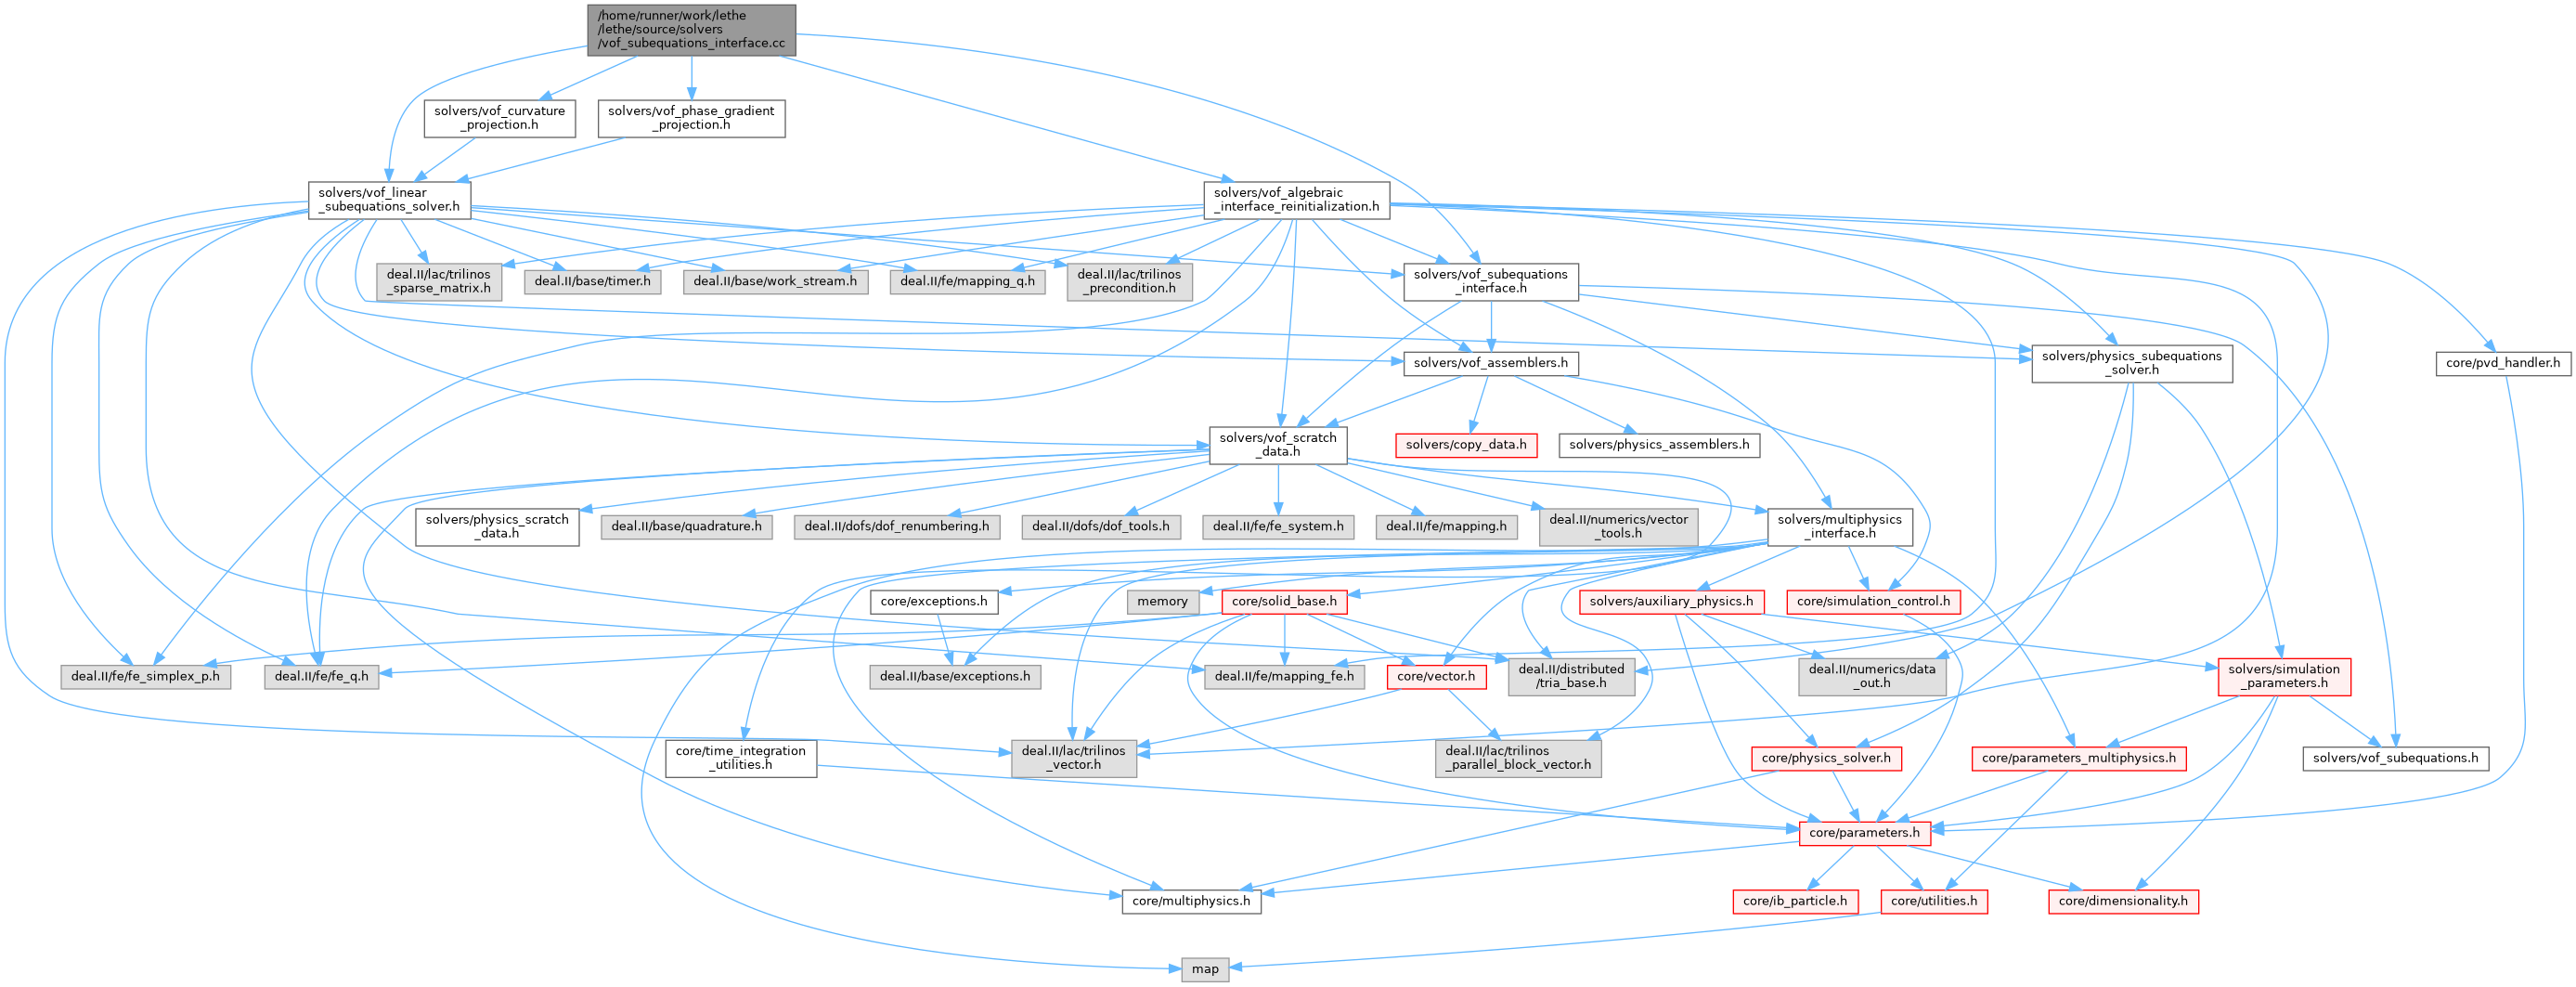 /home/runner/work/lethe
/lethe/source/solvers
/vof_subequations_interface.cc
solvers/vof_curvature
_projection.h
solvers/vof_phase_gradient
_projection.h
solvers/vof_linear
_subequations_solver.h
solvers/vof_algebraic
_interface_reinitialization.h
deal.II/lac/trilinos
_sparse_matrix.h
deal.II/base/timer.h
deal.II/base/work_stream.h
deal.II/fe/mapping_q.h
deal.II/lac/trilinos
_precondition.h
solvers/vof_subequations
_interface.h
solvers/vof_assemblers.h
solvers/physics_subequations
_solver.h
core/pvd_handler.h
solvers/vof_scratch
_data.h
solvers/copy_data.h
solvers/physics_assemblers.h
solvers/physics_scratch
_data.h
deal.II/base/quadrature.h
deal.II/dofs/dof_renumbering.h
deal.II/dofs/dof_tools.h
deal.II/fe/fe_system.h
deal.II/fe/mapping.h
deal.II/numerics/vector
_tools.h
solvers/multiphysics
_interface.h
core/exceptions.h
memory
core/solid_base.h
solvers/auxiliary_physics.h
core/simulation_control.h
deal.II/fe/fe_simplex_p.h
deal.II/fe/fe_q.h
deal.II/base/exceptions.h
deal.II/fe/mapping_fe.h
core/vector.h
deal.II/distributed
/tria_base.h
deal.II/numerics/data
_out.h
solvers/simulation
_parameters.h
core/time_integration
_utilities.h
deal.II/lac/trilinos
_vector.h
deal.II/lac/trilinos
_parallel_block_vector.h
core/physics_solver.h
core/parameters_multiphysics.h
solvers/vof_subequations.h
core/parameters.h
core/multiphysics.h
core/ib_particle.h
core/utilities.h
core/dimensionality.h
map